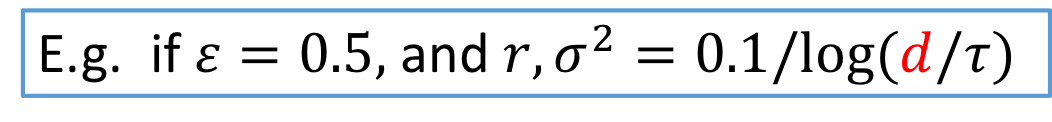 E.g. if ε = 0.5, and r, σ² = 0.1/log(d/τ)